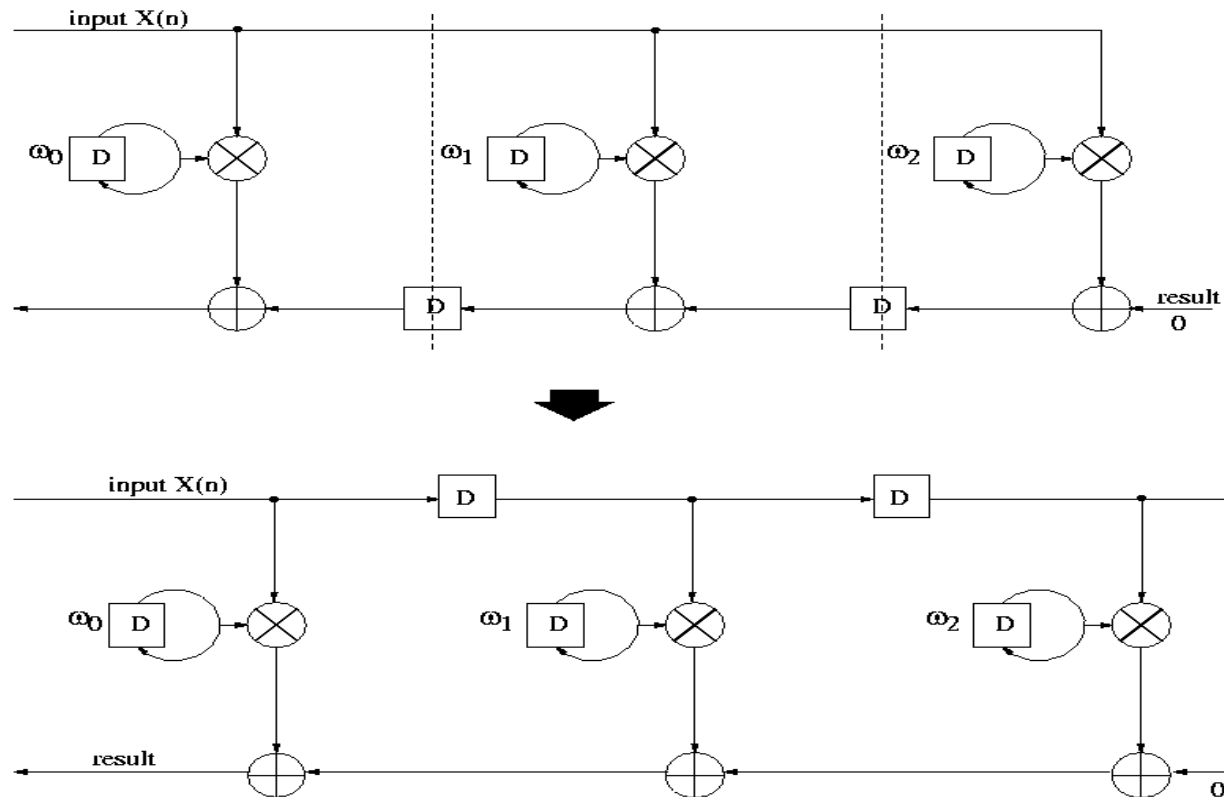 input X(n)
ω0 D
ω1 D
ω2 D
D
D
result
0
input X(n)
D
D
ω0 D
ω1 D
ω2 D
result
0